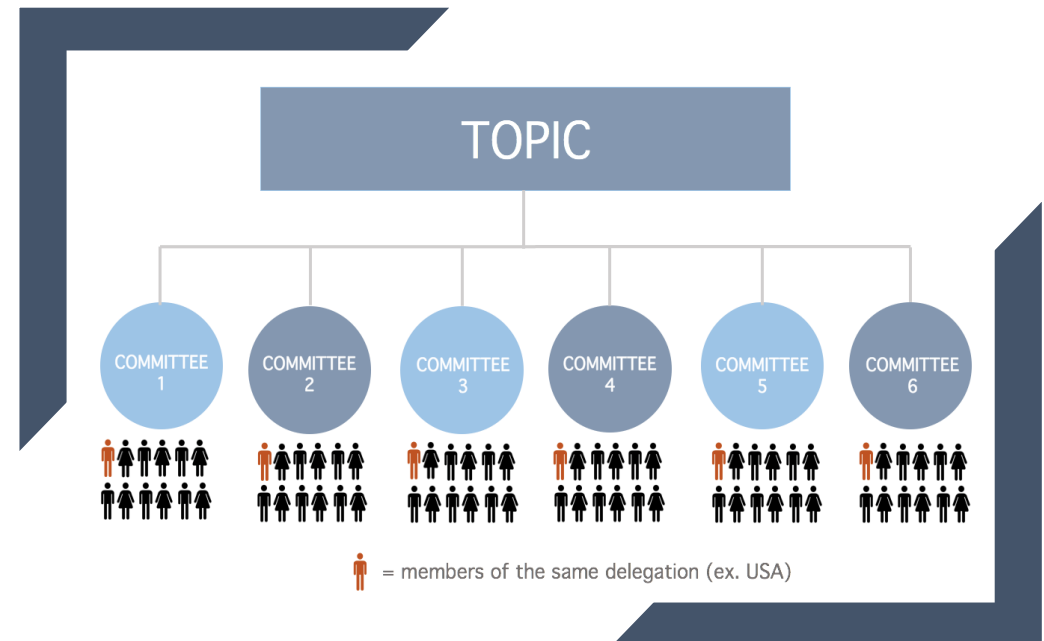 TOPIC
COMMITTEE
1
COMMITTEE
2
COMMITTEE
3
COMMITTEE
4
COMMITTEE
5
COMMITTEE
6
= members of the same delegation (ex. USA)